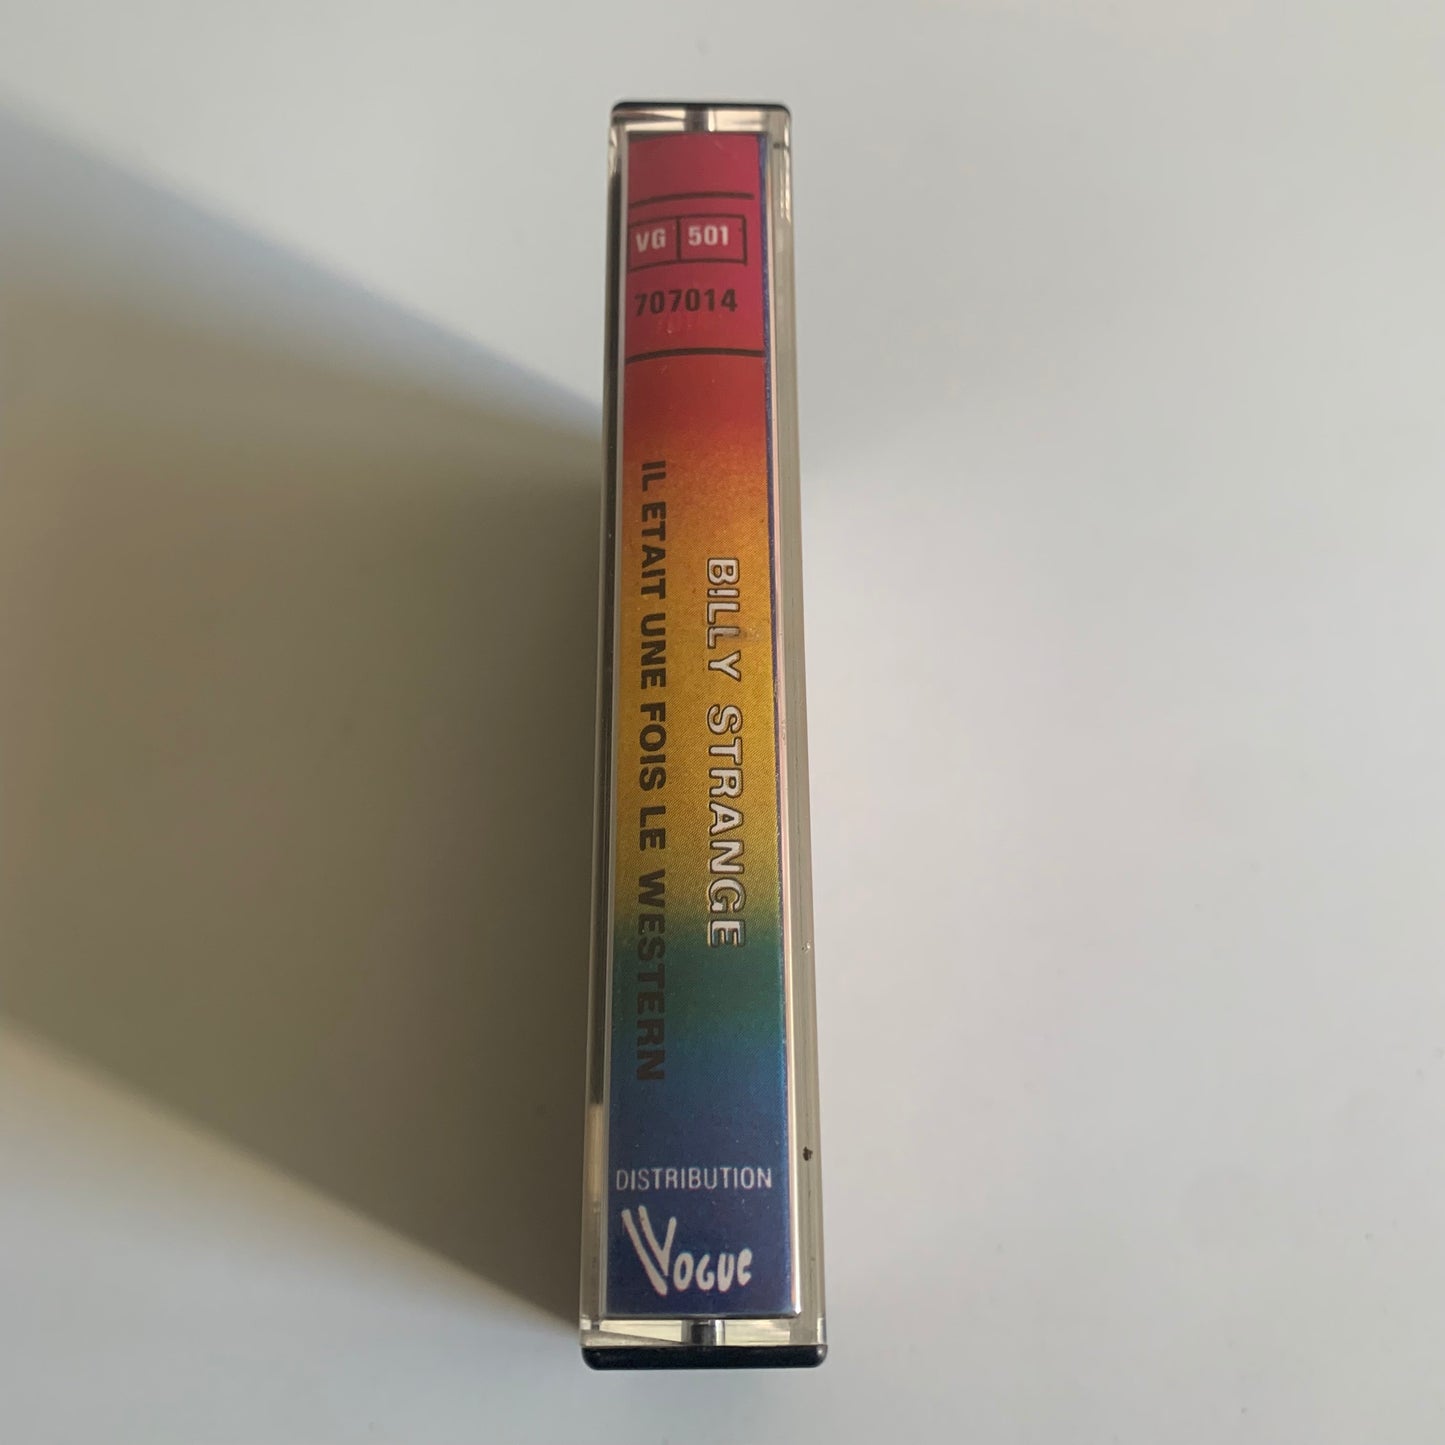 VG 501
707014
BILLY STRANGE
IL ETAIT UNE FOIS LE WESTERN
DISTRIBUTION
VOGUE